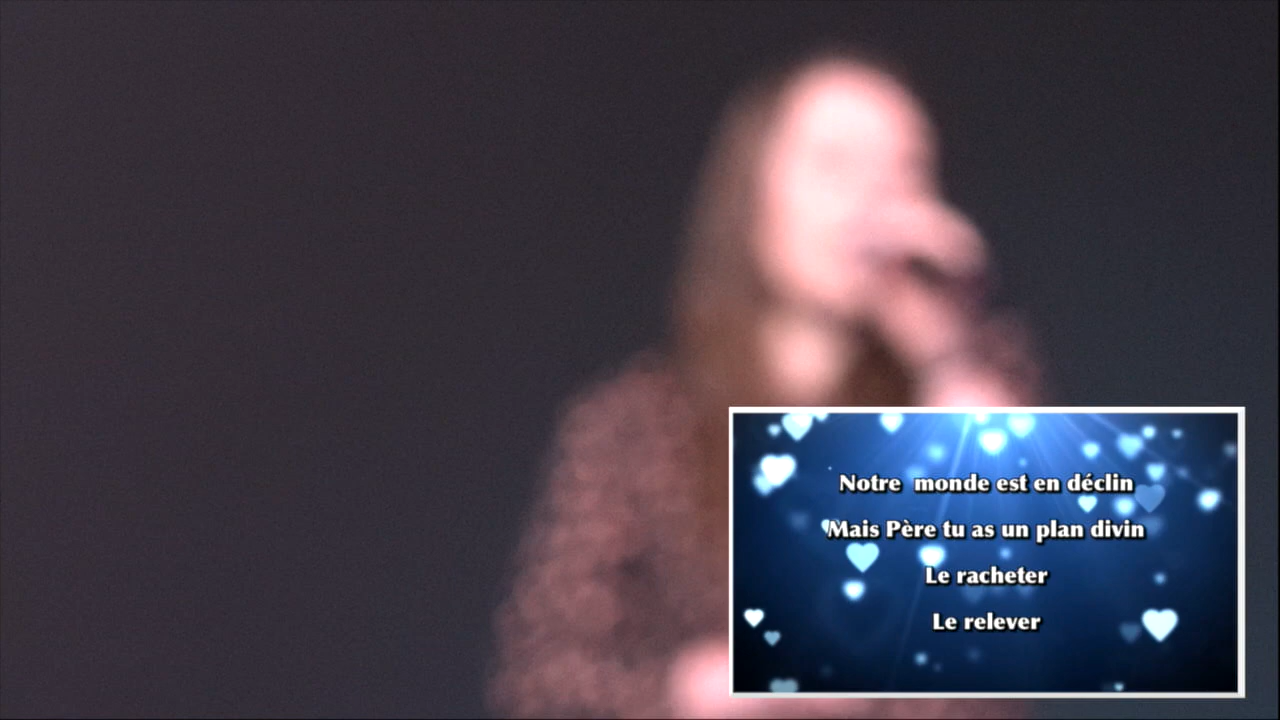 Notre monde est en déclin
Mais Père tu as un plan divin
Le racheter
Le relever